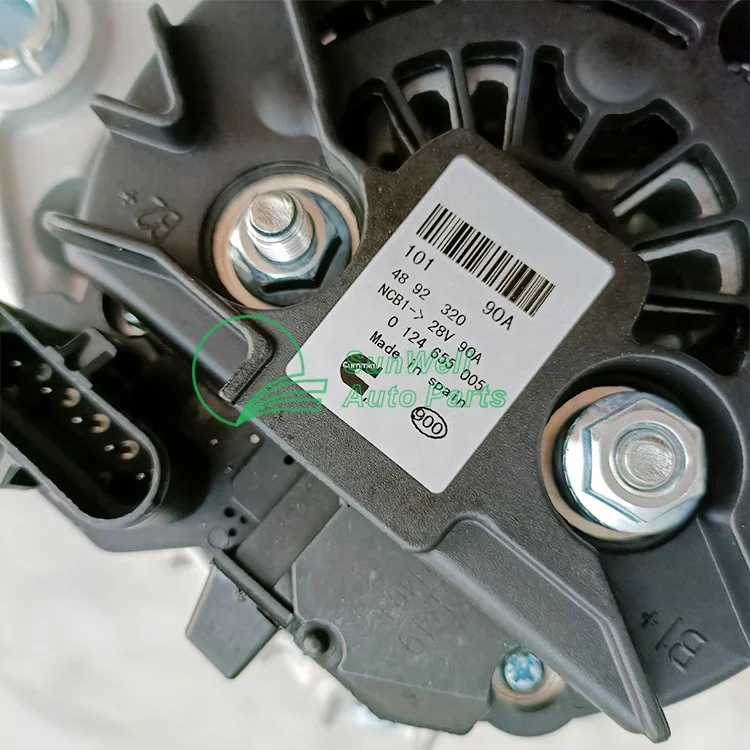 B2+
101 90A
48 92 320
NCB1-> 28V 90A
0 124 655 005
Made in spain
Cummins
900
SunWell
Auto Parts
B1+